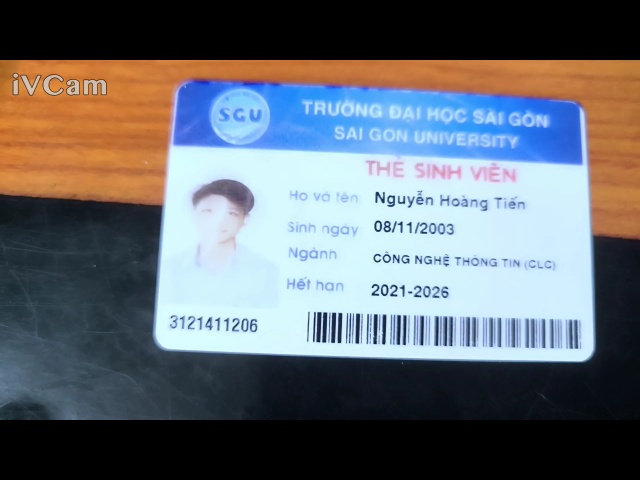 iVCam
SGU
TRƯỜNG ĐẠI HỌC SÀI GÒN
SAI GON UNIVERSITY
THẺ SINH VIÊN
Họ và tên Nguyễn Hoàng Tiến
Sinh ngày 08/11/2003
Ngành CÔNG NGHỆ THÔNG TIN (CLC)
Hết hạn 2021-2026
3121411206